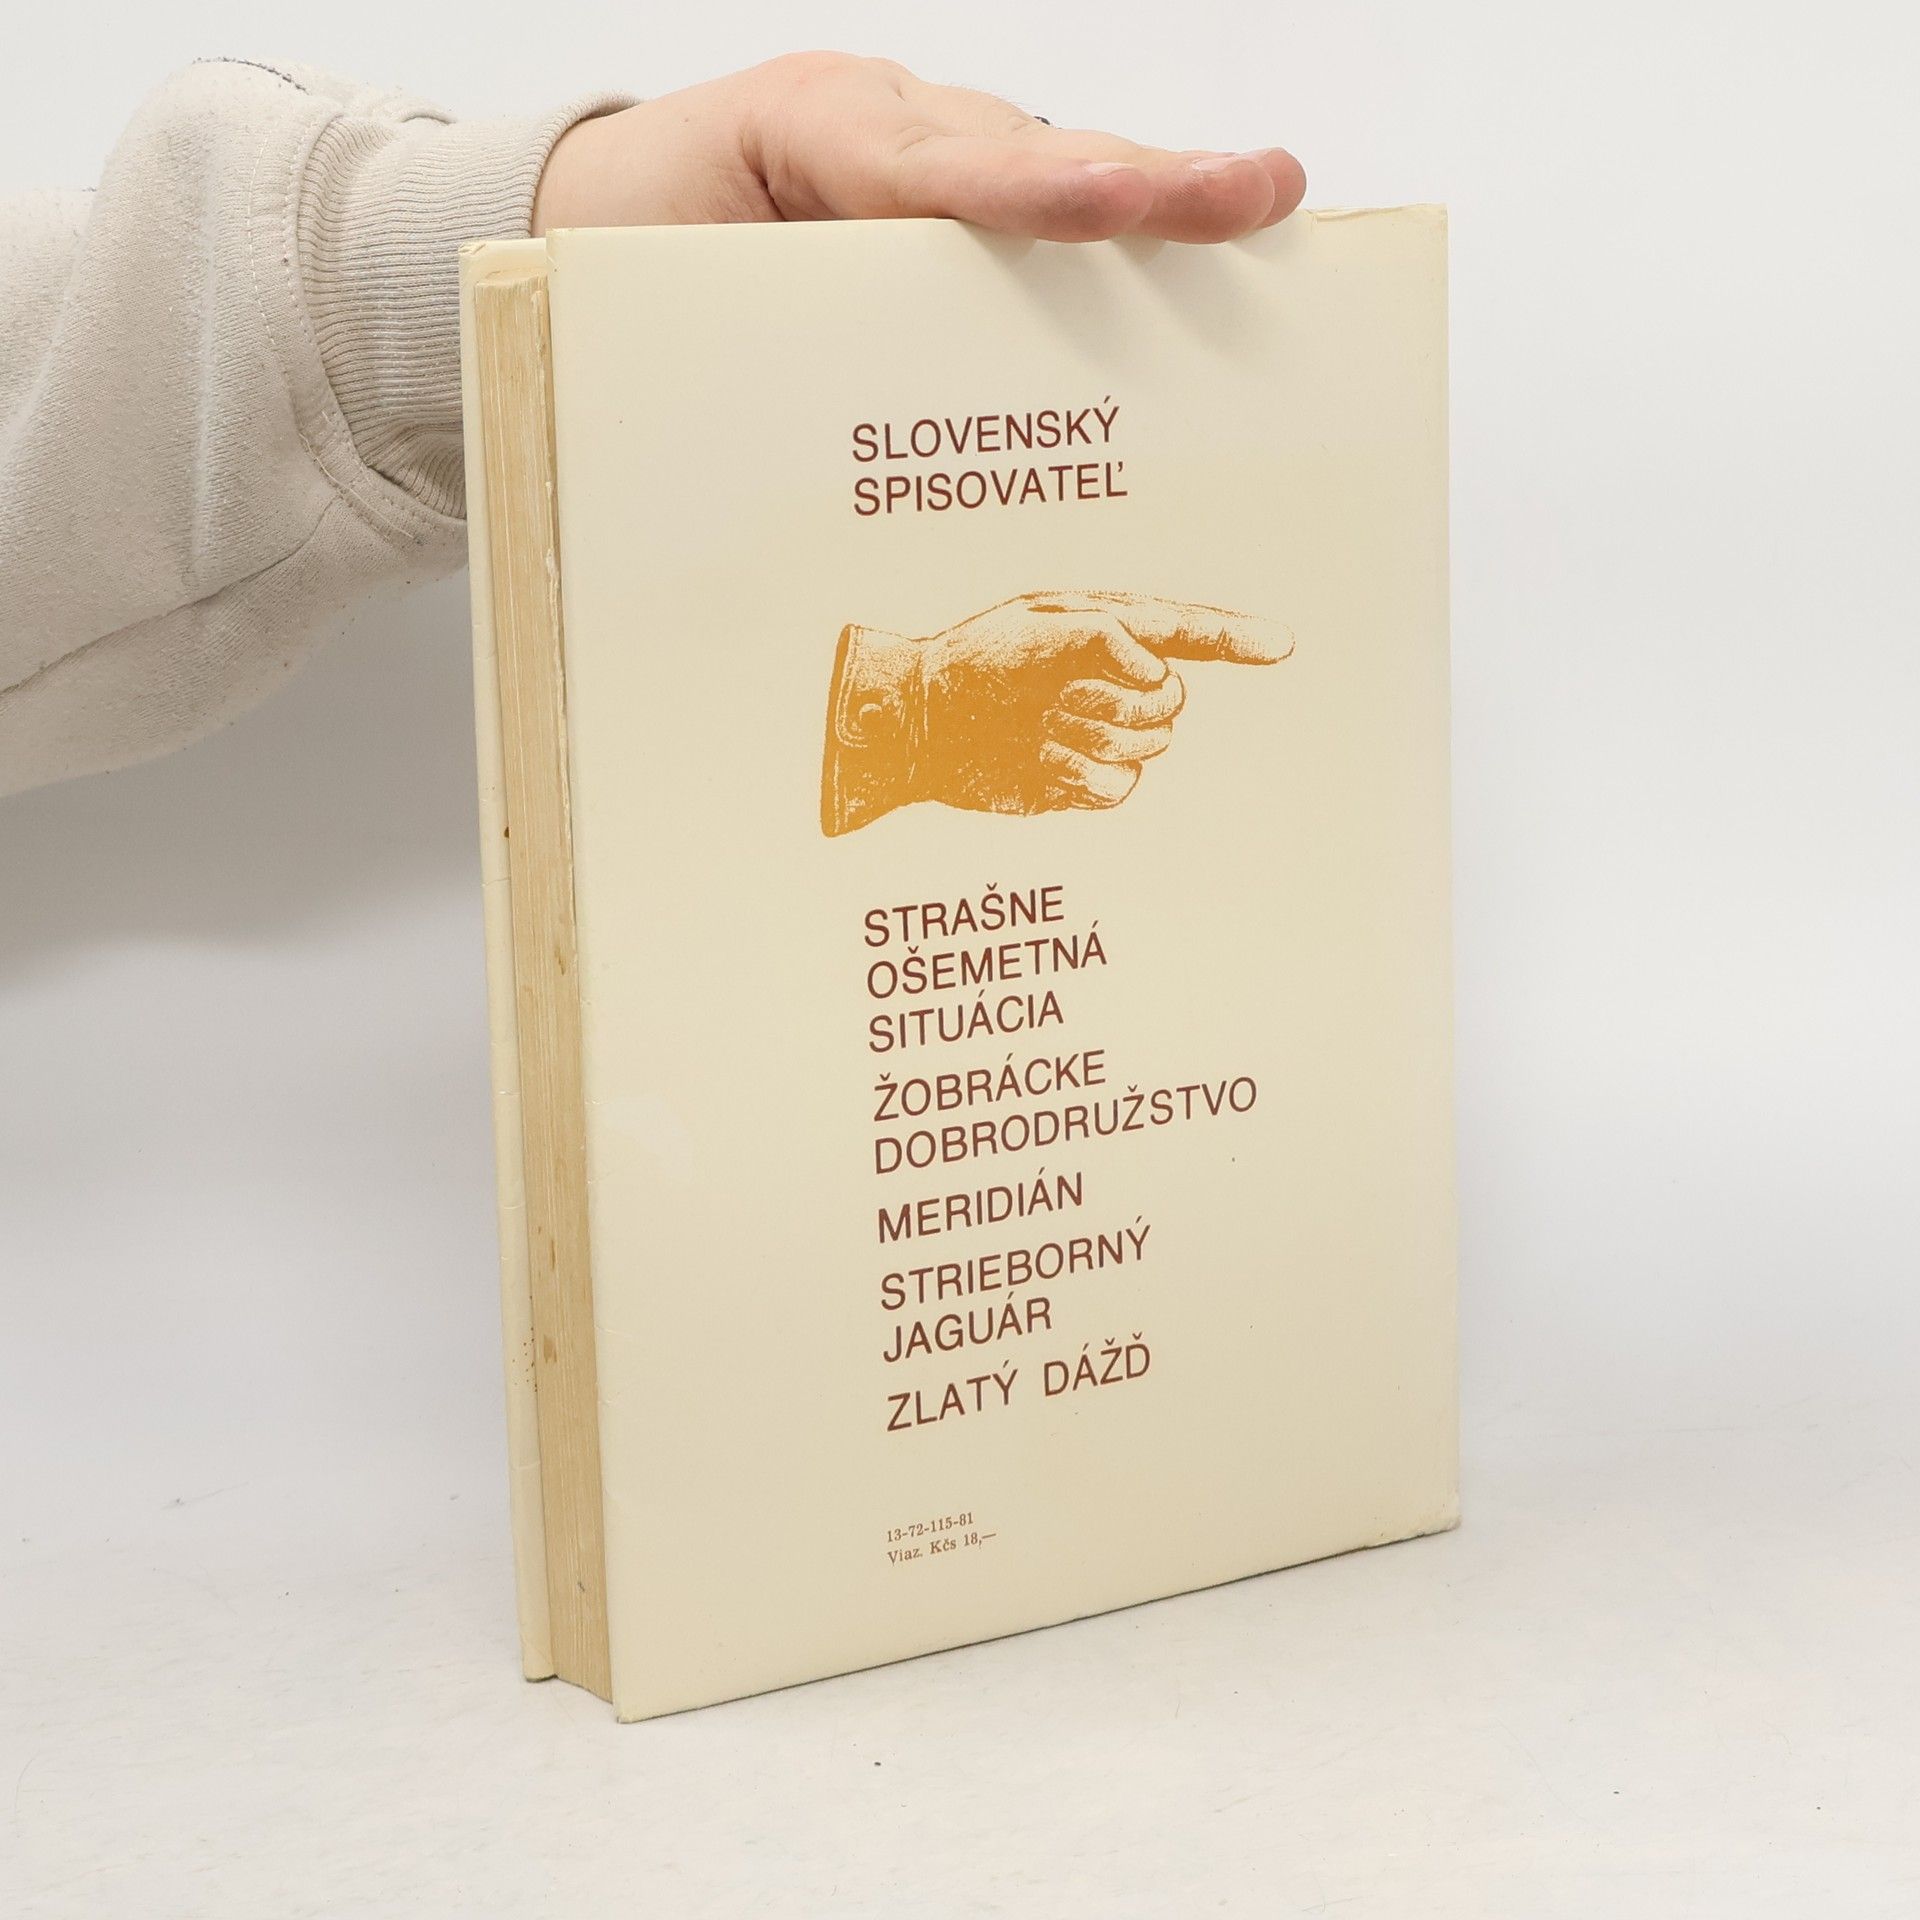 SLOVENSKÝ
SPISOVATEĽ
STRAŠNE
OŠEMETNÁ
SITUÁCIA
ŽOBRÁCKE
DOBRODRUŽSTVO
MERIDIÁN
STRIEBORNÝ
JAGUÁR
ZLATÝ DÁŽĎ
13-72-115-81
Viaz. Kčs 18,—